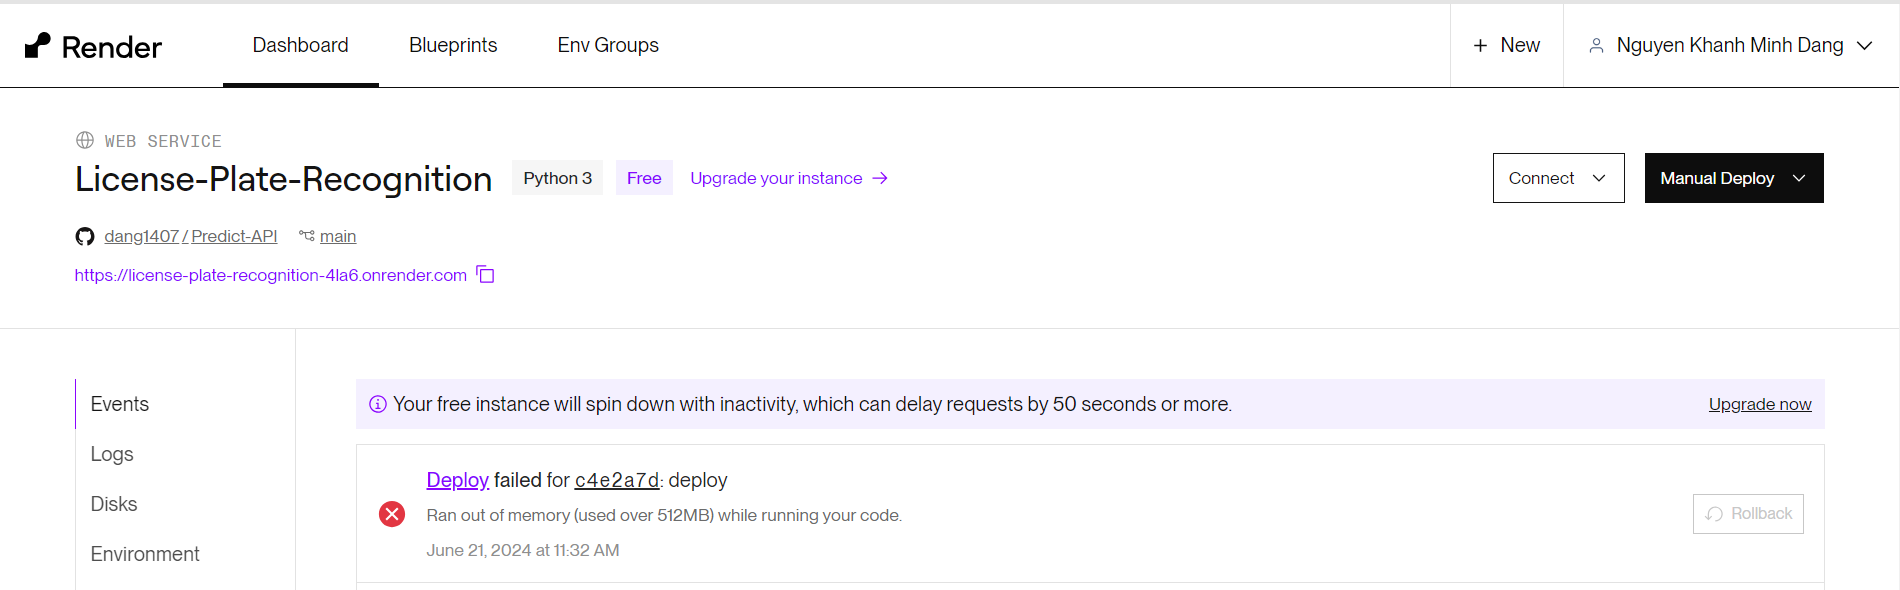 Render Dashboard Blueprints Env Groups + New Nguyen Khanh Minh Dang
WEB SERVICE
License-Plate-Recognition Python 3 Free Upgrade your instance → Connect Manual Deploy
dang1407/Predict-API main
https://license-plate-recognition-4la6.onrender.com
Events
Logs
Disks
Environment
Your free instance will spin down with inactivity, which can delay requests by 50 seconds or more. Upgrade now
Deploy failed for c4e2a7d: deploy
Ran out of memory (used over 512MB) while running your code.
June 21, 2024 at 11:32 AM
Rollback